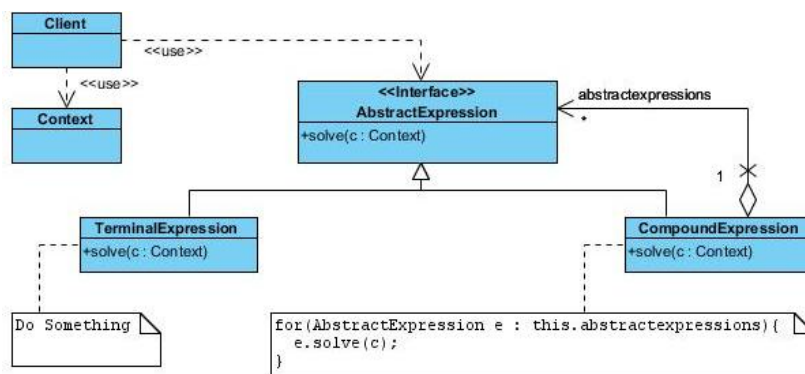 Client
<<use>>
<<use>>
Context
<<Interface>>
AbstractExpression
+solve(c : Context)
abstractexpressions
*
1
TerminalExpression
+solve(c : Context)
CompoundExpression
+solve(c : Context)
Do Something
for(AbstractExpression e : this.abstractexpressions){
e.solve(c);
}